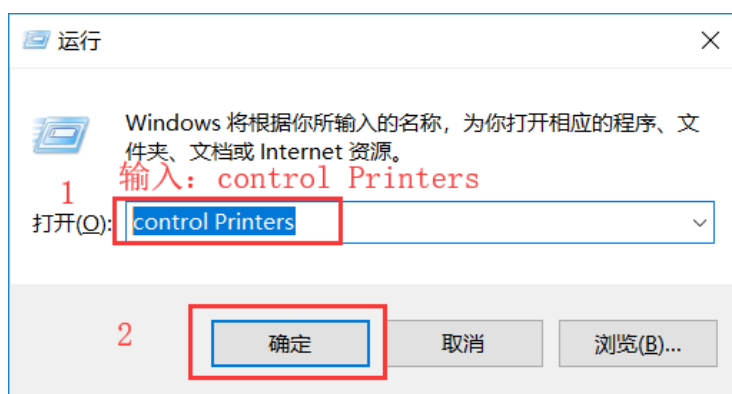 运行
Windows 将根据你所输入的名称，为你打开相应的程序、文
件夹、文档或 Internet 资源。
输入：control Printers
1
打开(O): control Printers
2
确定 取消 浏览(B)...